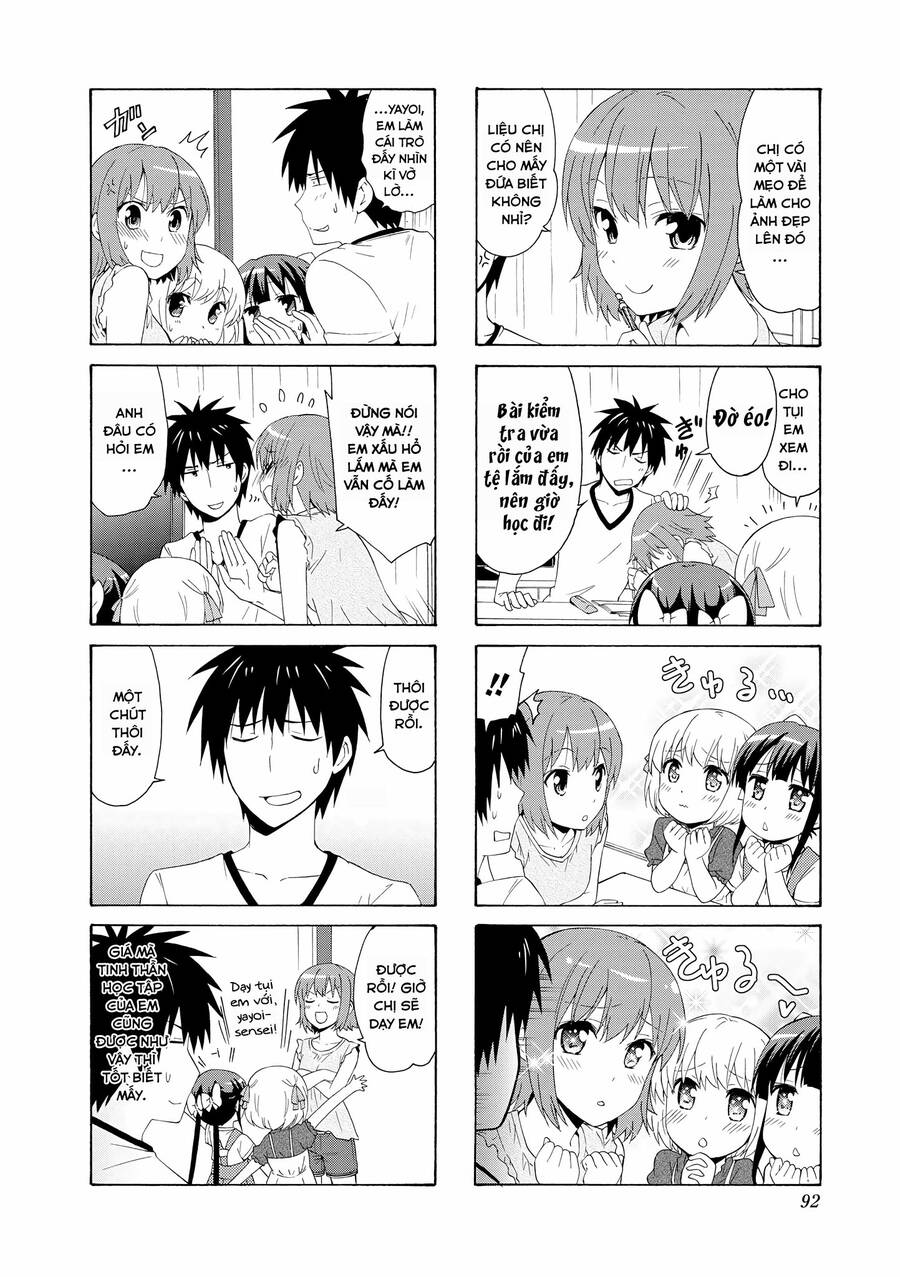 CHỊ CÓ
MỘT VÀI
MẸO ĐỂ
LÀM CHO
ẢNH ĐẸP
LÊN ĐÓ
...
LIỆU CHỊ
CÓ NÊN
CHO MẤY
ĐỨA BIẾT
KHÔNG
NHỈ?
CHO
TỤI
EM
XEM
ĐI...
Đờ éo!
Bài kiểm
tra vừa
rồi của em
tệ lắm đấy,
nên giờ
học đi!
ぎゅ
きゅる...
!!
きゅる〜
...YAYOI,
EM LÀM
CÁI TRÒ
ĐẤY NHÌN
KÌ VỜ
LỜ...
ガーン
ĐỪNG NÓI
VẬY MÀ!!
EM XẤU HỔ
LẮM MÀ EM
VẪN CỐ LÀM
ĐẤY!
ANH
ĐÂU CÓ
HỎI EM
...
THÔI
ĐƯỢC
RỒI.
MỘT
CHÚT
THÔI
ĐẤY.
ĐƯỢC
RỒI! GIỜ
CHỊ SẼ
DẠY EM!
Dạy tụi
em với,
yayoi-
sensei!
GIÁ MÀ
TINH THẦN
HỌC TẬP
CỦA EM
CŨNG
ĐƯỢC NHƯ
VẬY THÌ
TỐT BIẾT
MẤY.
92